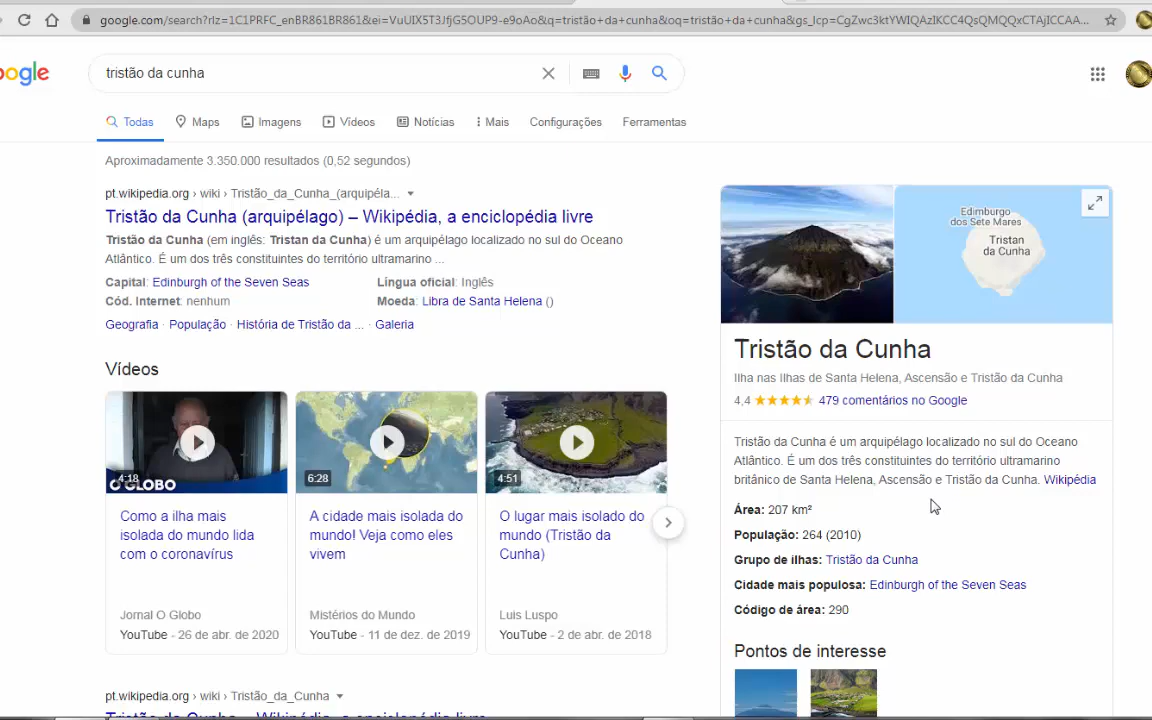 google.com/search?rlz=1C1PRFC_enBR861BR861&ei=VuUIX5T3JfjG5OUP9-e9oAo&q=tristão+da+cunha&oq=tristão+da+cunha&gs_lcp=CgZwc3ktYWIQAzIKCC4QsQMQQxCTAjICCAA...
oogle
tristão da cunha
Todas Maps Imagens Vídeos Notícias Mais Configurações Ferramentas
Aproximadamente 3.350.000 resultados (0,52 segundos)
pt.wikipedia.org › wiki › Tristão_da_Cunha_(arquipéla...
Tristão da Cunha (arquipélago) – Wikipédia, a enciclopédia livre
Tristão da Cunha (em inglês: Tristan da Cunha) é um arquipélago localizado no sul do Oceano
Atlântico. É um dos três constituintes do território ultramarino ...
Capital: Edinburgh of the Seven Seas Língua oficial: Inglês
Cód. Internet: nenhum Moeda: Libra de Santa Helena ()
Geografia · População · História de Tristão da ... · Galeria
Vídeos
4:18
O GLOBO
6:28
4:51
Como a ilha mais
isolada do mundo lida
com o coronavírus
Jornal O Globo
YouTube - 26 de abr. de 2020
A cidade mais isolada do
mundo! Veja como eles
vivem
Mistérios do Mundo
YouTube - 11 de dez. de 2019
O lugar mais isolado do
mundo (Tristão da
Cunha)
Luis Luspo
YouTube - 2 de abr. de 2018
pt.wikipedia.org › wiki › Tristão_da_Cunha
Tristão da Cunha – Wikipédia, a enciclopédia livre
Edimburgo
dos Sete Mares
Tristan
da Cunha
Tristão da Cunha
Ilha nas Ilhas de Santa Helena, Ascensão e Tristão da Cunha
4,4 479 comentários no Google
Tristão da Cunha é um arquipélago localizado no sul do Oceano
Atlântico. É um dos três constituintes do território ultramarino
britânico de Santa Helena, Ascensão e Tristão da Cunha. Wikipédia
Área: 207 km²
População: 264 (2010)
Grupo de ilhas: Tristão da Cunha
Cidade mais populosa: Edinburgh of the Seven Seas
Código de área: 290
Pontos de interesse